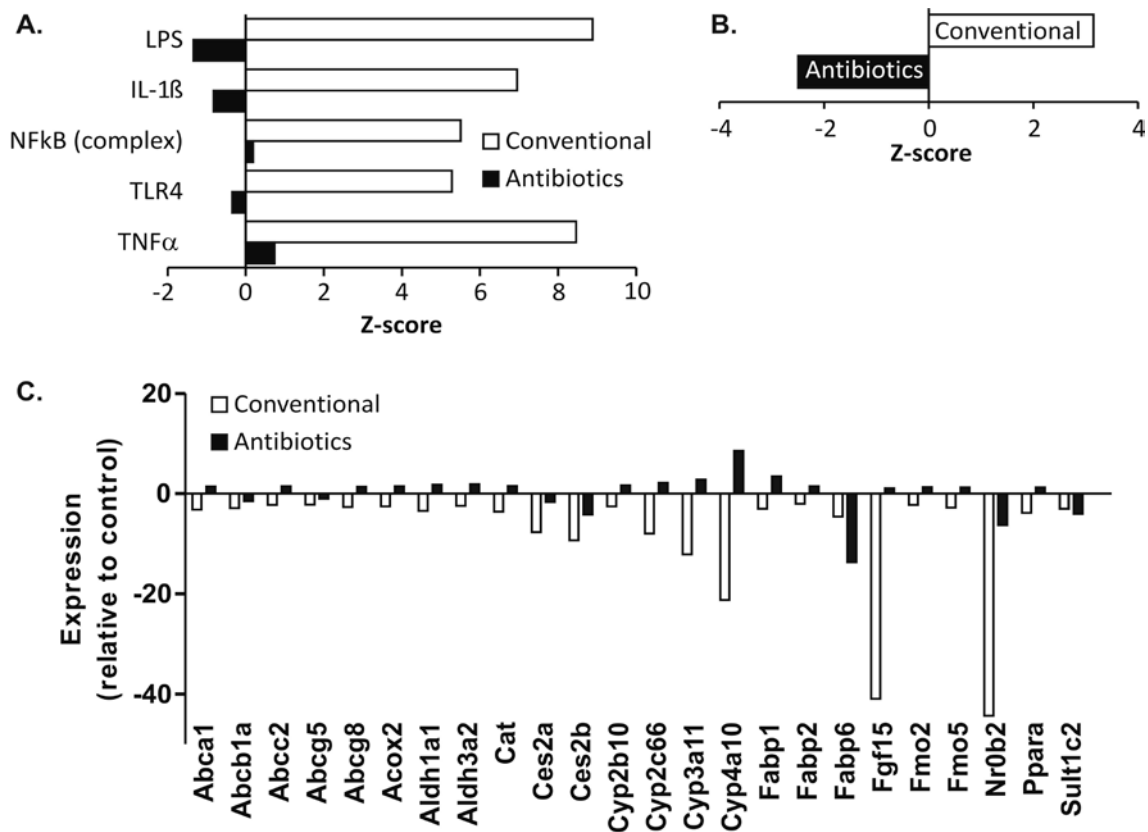 A.
LPS
IL-1ß
NFkB (complex)
TLR4
TNFα
Conventional
Antibiotics
-2 0 2 4 6 8 10
Z-score
B.
Conventional
Antibiotics
-4 -2 0 2 4
Z-score
C.
Expression
(relative to control)
20
0
-20
-40
Conventional
Antibiotics
Abca1
Abcb1a
Abcc2
Abcg5
Abcg8
Acox2
Aldh1a1
Aldh3a2
Cat
Ces2a
Ces2b
Cyp2b10
Cyp2c66
Cyp3a11
Cyp4a10
Fabp1
Fabp2
Fabp6
Fgf15
Fmo2
Fmo5
Nr0b2
Ppara
Sult1c2